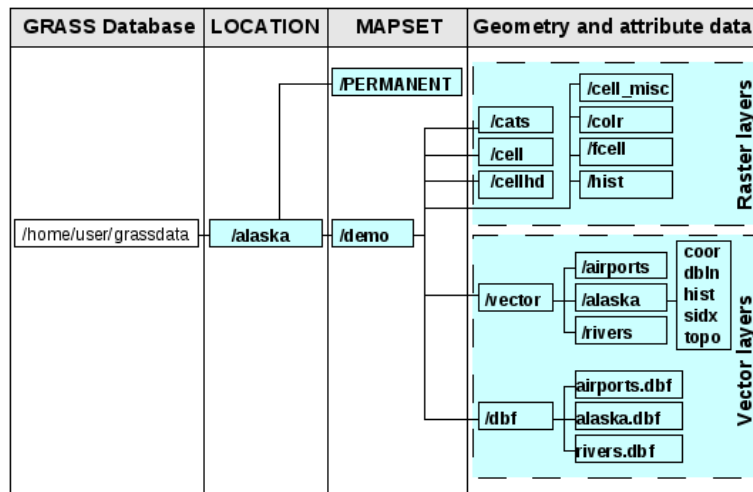 GRASS Database
LOCATION
MAPSET
Geometry and attribute data
/home/user/grassdata
/alaska
/PERMANENT
/demo
/cats
/cell
/cellhd
/cell_misc
/colr
/fcell
/hist
Raster layers
/vector
/airports
/alaska
/rivers
coor
dbln
hist
sidx
topo
/dbf
airports.dbf
alaska.dbf
rivers.dbf
Vector layers